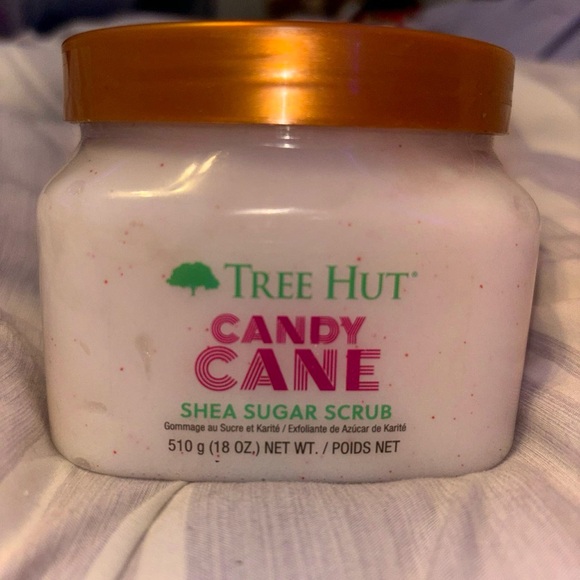 TREE HUT®
CANDY
CANE
SHEA SUGAR SCRUB
Gommage au Sucre et Karité / Exfoliante de Azúcar de Karité
510 g (18 OZ.) NET WT. / POIDS NET